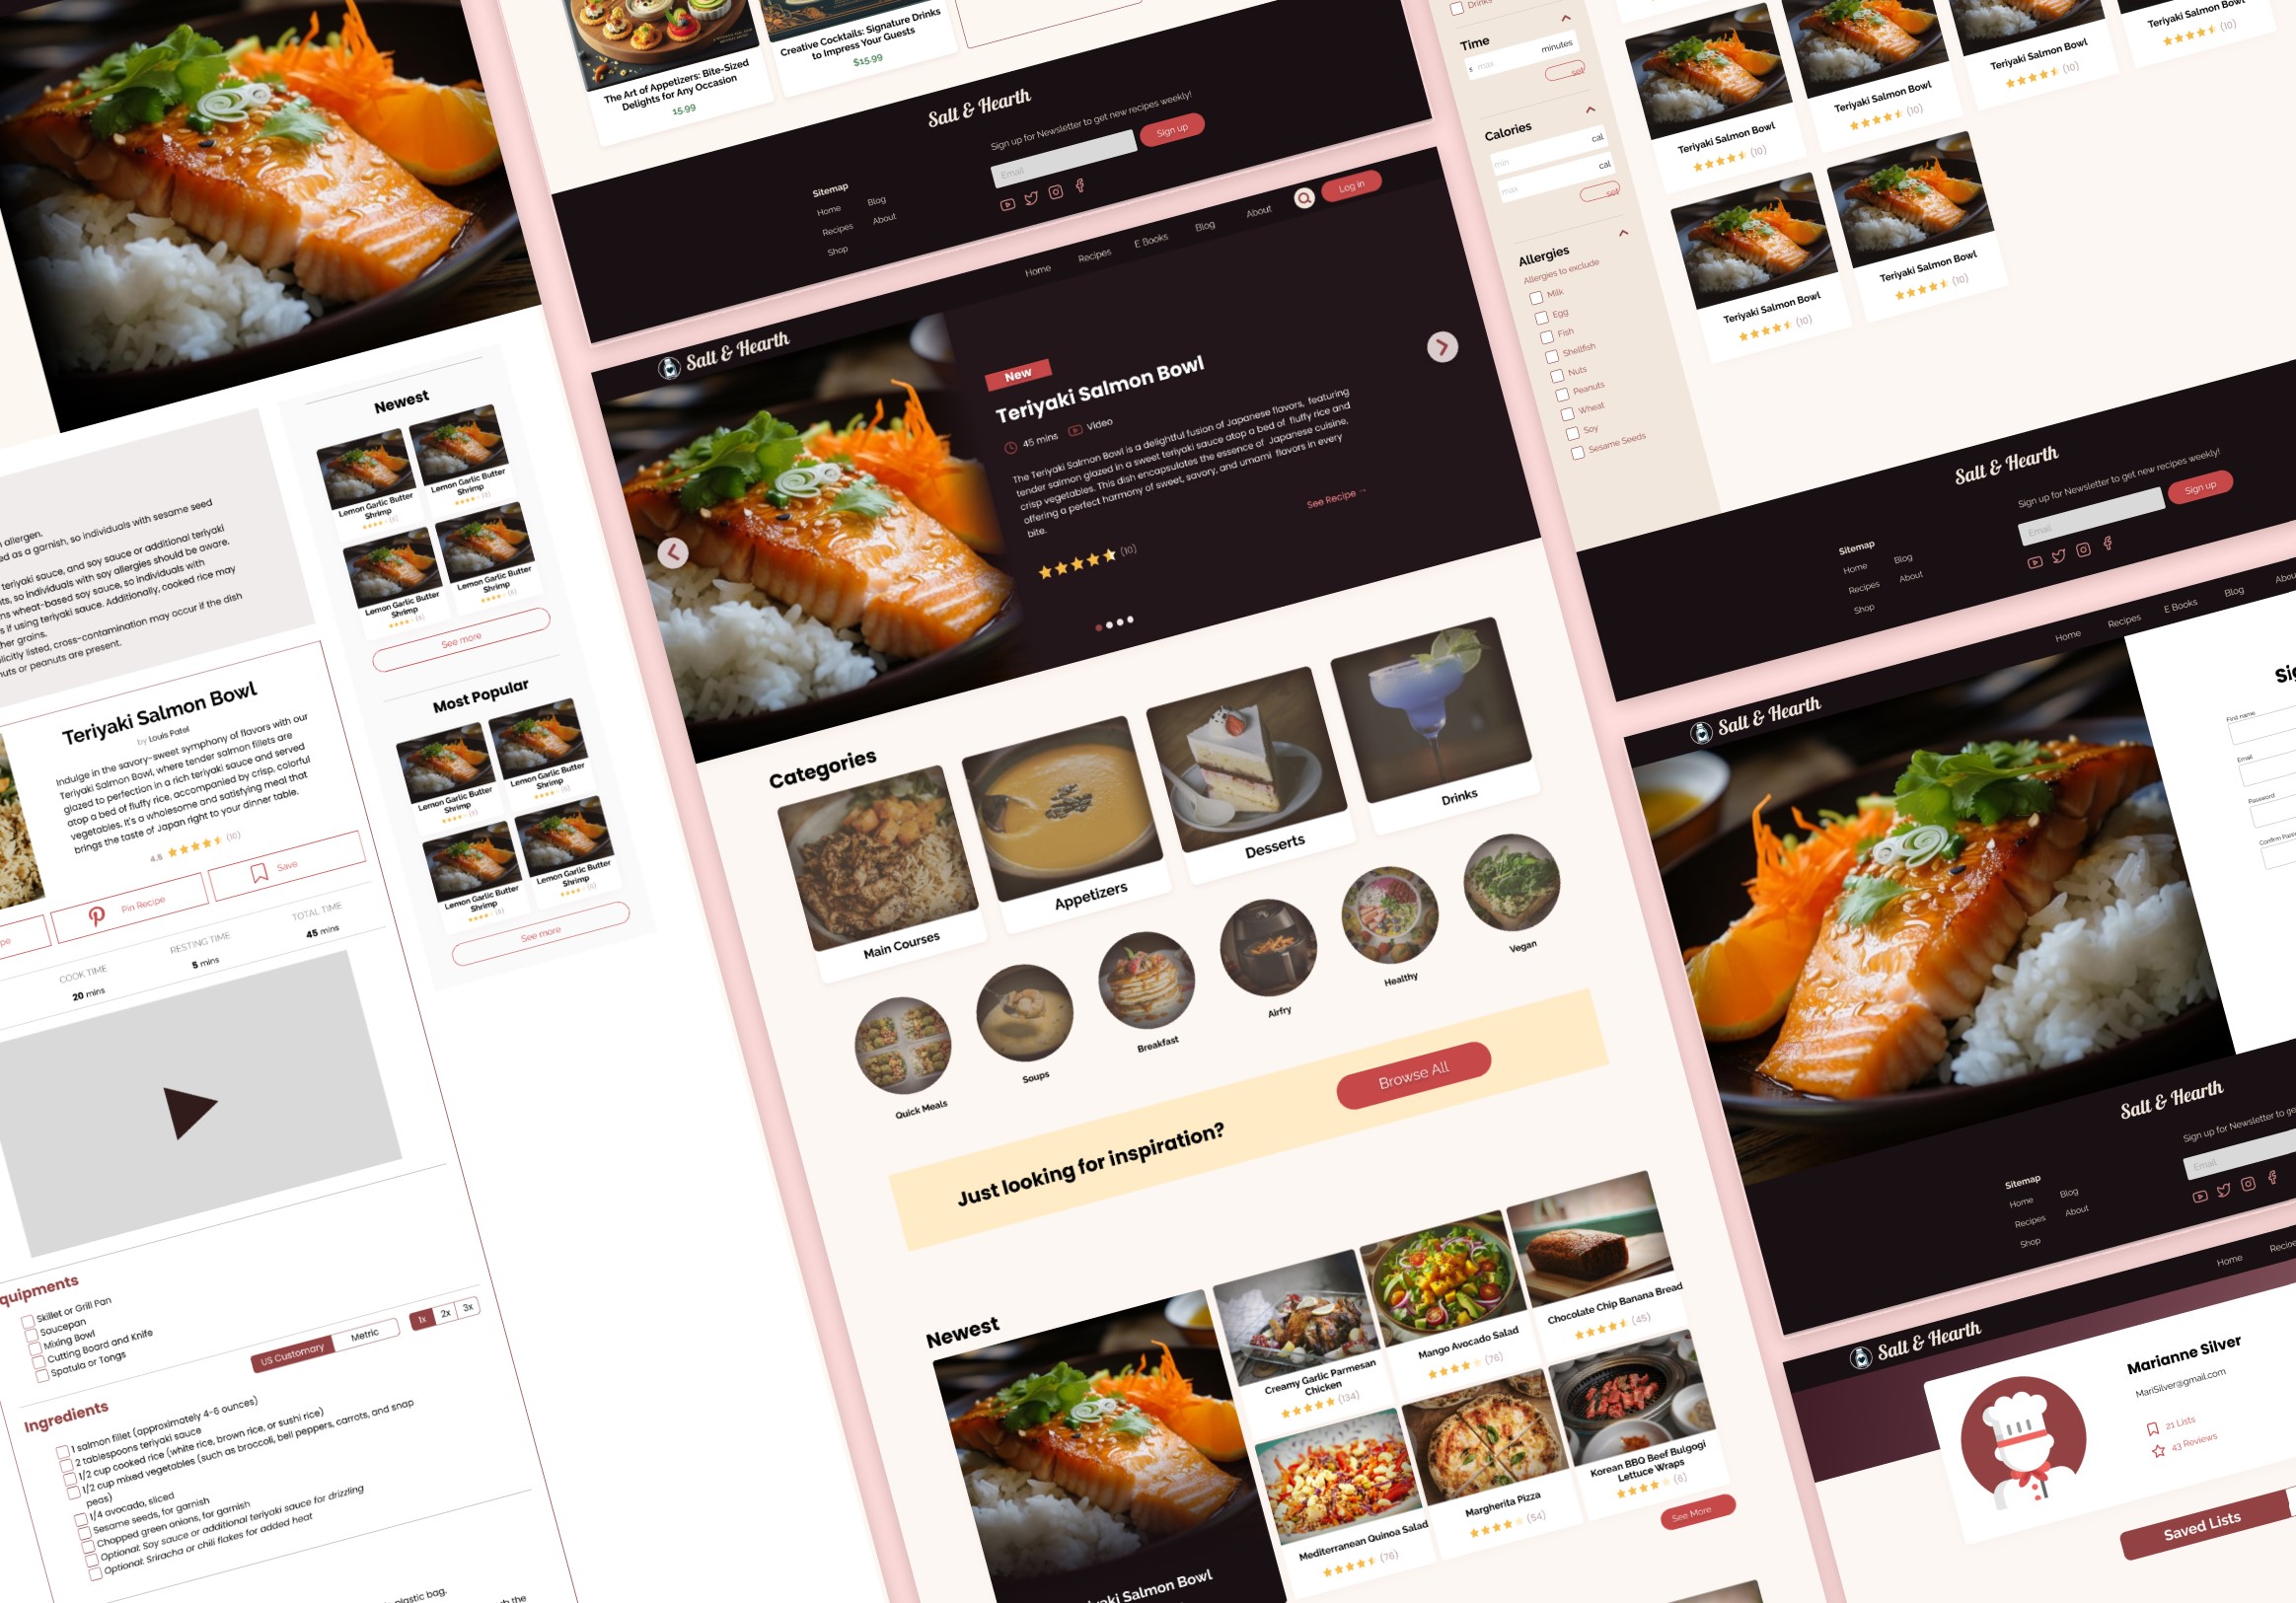 allergen.
ed as a garnish, so individuals with sesame seed
teriyaki sauce, and soy sauce or additional teriyaki
ts, so individuals with soy allergies should be aware.
ns wheat-based soy sauce, so individuals with
s if using teriyaki sauce. Additionally, cooked rice may
her grains.
licitly listed, cross-contamination may occur if the dish
nuts or peanuts are present.
Teriyaki Salmon Bowl
by Louis Patel
Indulge in the savory-sweet symphony of flavors with our
Teriyaki Salmon Bowl, where tender salmon fillets are
glazed to perfection in a rich teriyaki sauce and served
atop a bed of fluffy rice, accompanied by crisp, colorful
vegetables. It's a wholesome and satisfying meal that
brings the taste of Japan right to your dinner table.
4.6 (10)
pe
Pin Recipe
Save
COOK TIME
20 mins
RESTING TIME
5 mins
TOTAL TIME
45 mins
quipments
Skillet or Grill Pan
Saucepan
Mixing Bowl
Cutting Board and Knife
Spatula or Tongs
US Customary
Metric
1x
2x
3x
Ingredients
1 salmon fillet (approximately 4-6 ounces)
2 tablespoons teriyaki sauce
1/2 cup cooked rice (white rice, brown rice, or sushi rice)
1/2 cup mixed vegetables (such as broccoli, bell peppers, carrots, and snap
peas)
1/4 avocado, sliced
Sesame seeds, for garnish
Chopped green onions, for garnish
Optional: Soy sauce or additional teriyaki sauce for drizzling
Optional: Sriracha or chili flakes for added heat
plastic bag.
the
Newest
Lemon Garlic Butter
Shrimp
(6)
Lemon Garlic Butter
Shrimp
(6)
Lemon Garlic Butter
Shrimp
(6)
Lemon Garlic Butter
Shrimp
(6)
See more
Most Popular
Lemon Garlic Butter
Shrimp
(6)
Lemon Garlic Butter
Shrimp
(6)
Lemon Garlic Butter
Shrimp
(6)
Lemon Garlic Butter
Shrimp
(6)
See more
The Art of Appetizers: Bite-Sized
Delights for Any Occasion
15.99
Creative Cocktails: Signature Drinks
to Impress Your Guests
$15.99
Salt & Hearth
Sitemap
Home
Recipes
Shop
Blog
About
Sign up for Newsletter to get new recipes weekly!
Email
Sign up
Salt & Hearth
Home
Recipes
E Books
Blog
About
Log in
New
Teriyaki Salmon Bowl
45 mins
Video
The Teriyaki Salmon Bowl is a delightful fusion of Japanese flavors, featuring
tender salmon glazed in a sweet teriyaki sauce atop a bed of fluffy rice and
crisp vegetables. This dish encapsulates the essence of Japanese cuisine,
offering a perfect harmony of sweet, savory, and umami flavors in every
bite.
See Recipe →
(10)
Categories
Main Courses
Appetizers
Desserts
Drinks
Quick Meals
Soups
Breakfast
Airfry
Healthy
Vegan
Just looking for inspiration?
Browse All
Newest
Teriyaki Salmon Bowl
Creamy Garlic Parmesan
Chicken
(134)
Mango Avocado Salad
(76)
Chocolate Chip Banana Bread
(45)
Mediterranean Quinoa Salad
(76)
Margherita Pizza
(54)
Korean BBQ Beef Bulgogi
Lettuce Wraps
(6)
See More
Drinks
Time
s max
minutes
set
Calories
min
cal
max
cal
set
Allergies
Allergies to exclude
Milk
Egg
Fish
Shellfish
Nuts
Peanuts
Wheat
Soy
Sesame Seeds
Teriyaki Salmon Bowl
(10)
Teriyaki Salmon Bowl
(10)
Teriyaki Salmon Bowl
(10)
Teriyaki Salmon Bowl
(10)
Teriyaki Salmon Bowl
(10)
Teriyaki Salmon Bowl
(10)
Salt & Hearth
Sitemap
Home
Recipes
Shop
Blog
About
Sign up for Newsletter to get new recipes weekly!
Email
Sign up
Salt & Hearth
Home
Recipes
E Books
Blog
Abou
Sig
First name
Email
Password
Confirm Passw
Salt & Hearth
Sitemap
Home
Recipes
Shop
Blog
About
Sign up for Newsletter to ge
Email
Salt & Hearth
Home
Recipe
Marianne Silver
MariSilver@gmail.com
21 Lists
43 Reviews
Saved Lists